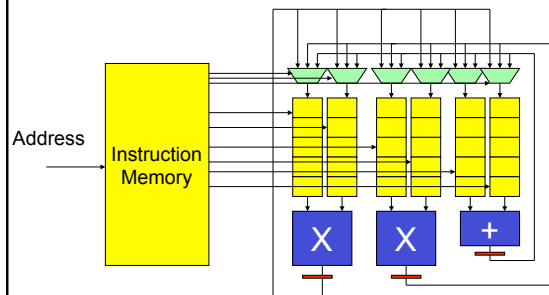 Address
Instruction
Memory
X
X
+